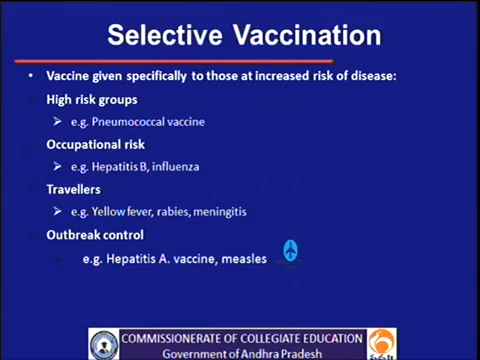 Selective Vaccination
• Vaccine given specifically to those at increased risk of disease:
High risk groups
➢ e.g. Pneumococcal vaccine
Occupational risk
➢ e.g. Hepatitis B, influenza
Travellers
➢ e.g. Yellow fever, rabies, meningitis
Outbreak control
e.g. Hepatitis A. vaccine, measles
COMMISSIONERATE OF COLLEGIATE EDUCATION
Government of Andhra Pradesh